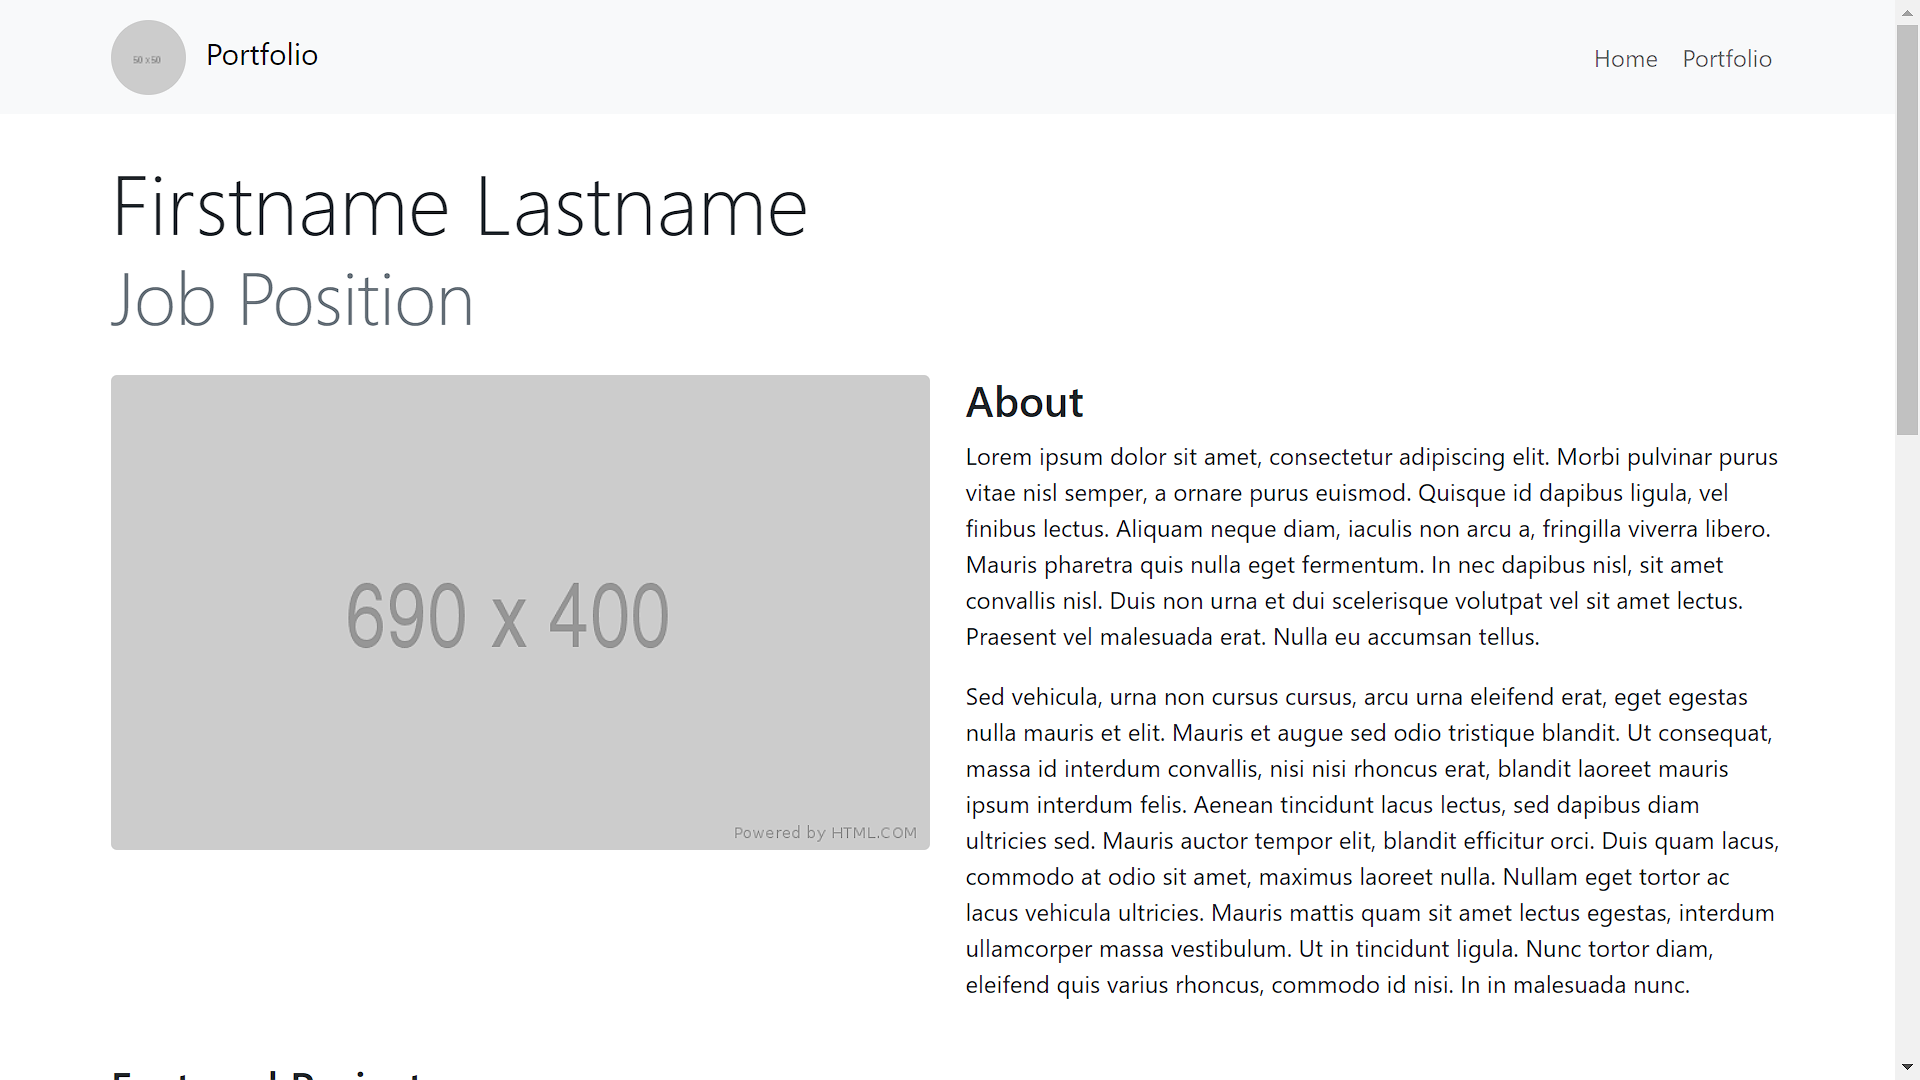 50 x 50
Portfolio
Home
Portfolio
Firstname Lastname
Job Position
690 x 400
Powered by HTML.COM
About
Lorem ipsum dolor sit amet, consectetur adipiscing elit. Morbi pulvinar purus
vitae nisl semper, a ornare purus euismod. Quisque id dapibus ligula, vel
finibus lectus. Aliquam neque diam, iaculis non arcu a, fringilla viverra libero.
Mauris pharetra quis nulla eget fermentum. In nec dapibus nisl, sit amet
convallis nisl. Duis non urna et dui scelerisque volutpat vel sit amet lectus.
Praesent vel malesuada erat. Nulla eu accumsan tellus.
Sed vehicula, urna non cursus cursus, arcu urna eleifend erat, eget egestas
nulla mauris et elit. Mauris et augue sed odio tristique blandit. Ut consequat,
massa id interdum convallis, nisi nisi rhoncus erat, blandit laoreet mauris
ipsum interdum felis. Aenean tincidunt lacus lectus, sed dapibus diam
ultricies sed. Mauris auctor tempor elit, blandit efficitur orci. Duis quam lacus,
commodo at odio sit amet, maximus laoreet nulla. Nullam eget tortor ac
lacus vehicula ultricies. Mauris mattis quam sit amet lectus egestas, interdum
ullamcorper massa vestibulum. Ut in tincidunt ligula. Nunc tortor diam,
eleifend quis varius rhoncus, commodo id nisi. In in malesuada nunc.